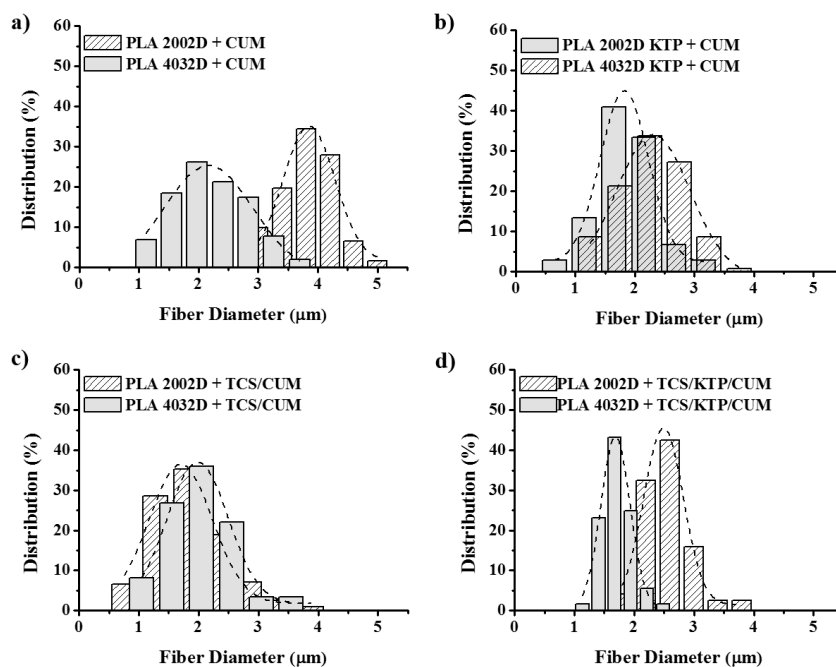 a)
PLA 2002D + CUM
PLA 4032D + CUM
60
50
40
30
20
10
0
Distribution (%)
0 1 2 3 4 5
Fiber Diameter (μm)
b)
PLA 2002D KTP + CUM
PLA 4032D KTP + CUM
60
50
40
30
20
10
0
Distribution (%)
0 1 2 3 4 5
Fiber Diameter (μm)
c)
PLA 2002D + TCS/CUM
PLA 4032D + TCS/CUM
60
50
40
30
20
10
0
Distribution (%)
0 1 2 3 4 5
Fiber Diameter (μm)
d)
PLA 2002D + TCS/KTP/CUM
PLA 4032D + TCS/KTP/CUM
60
50
40
30
20
10
0
Distribution (%)
0 1 2 3 4 5
Fiber Diameter (μm)